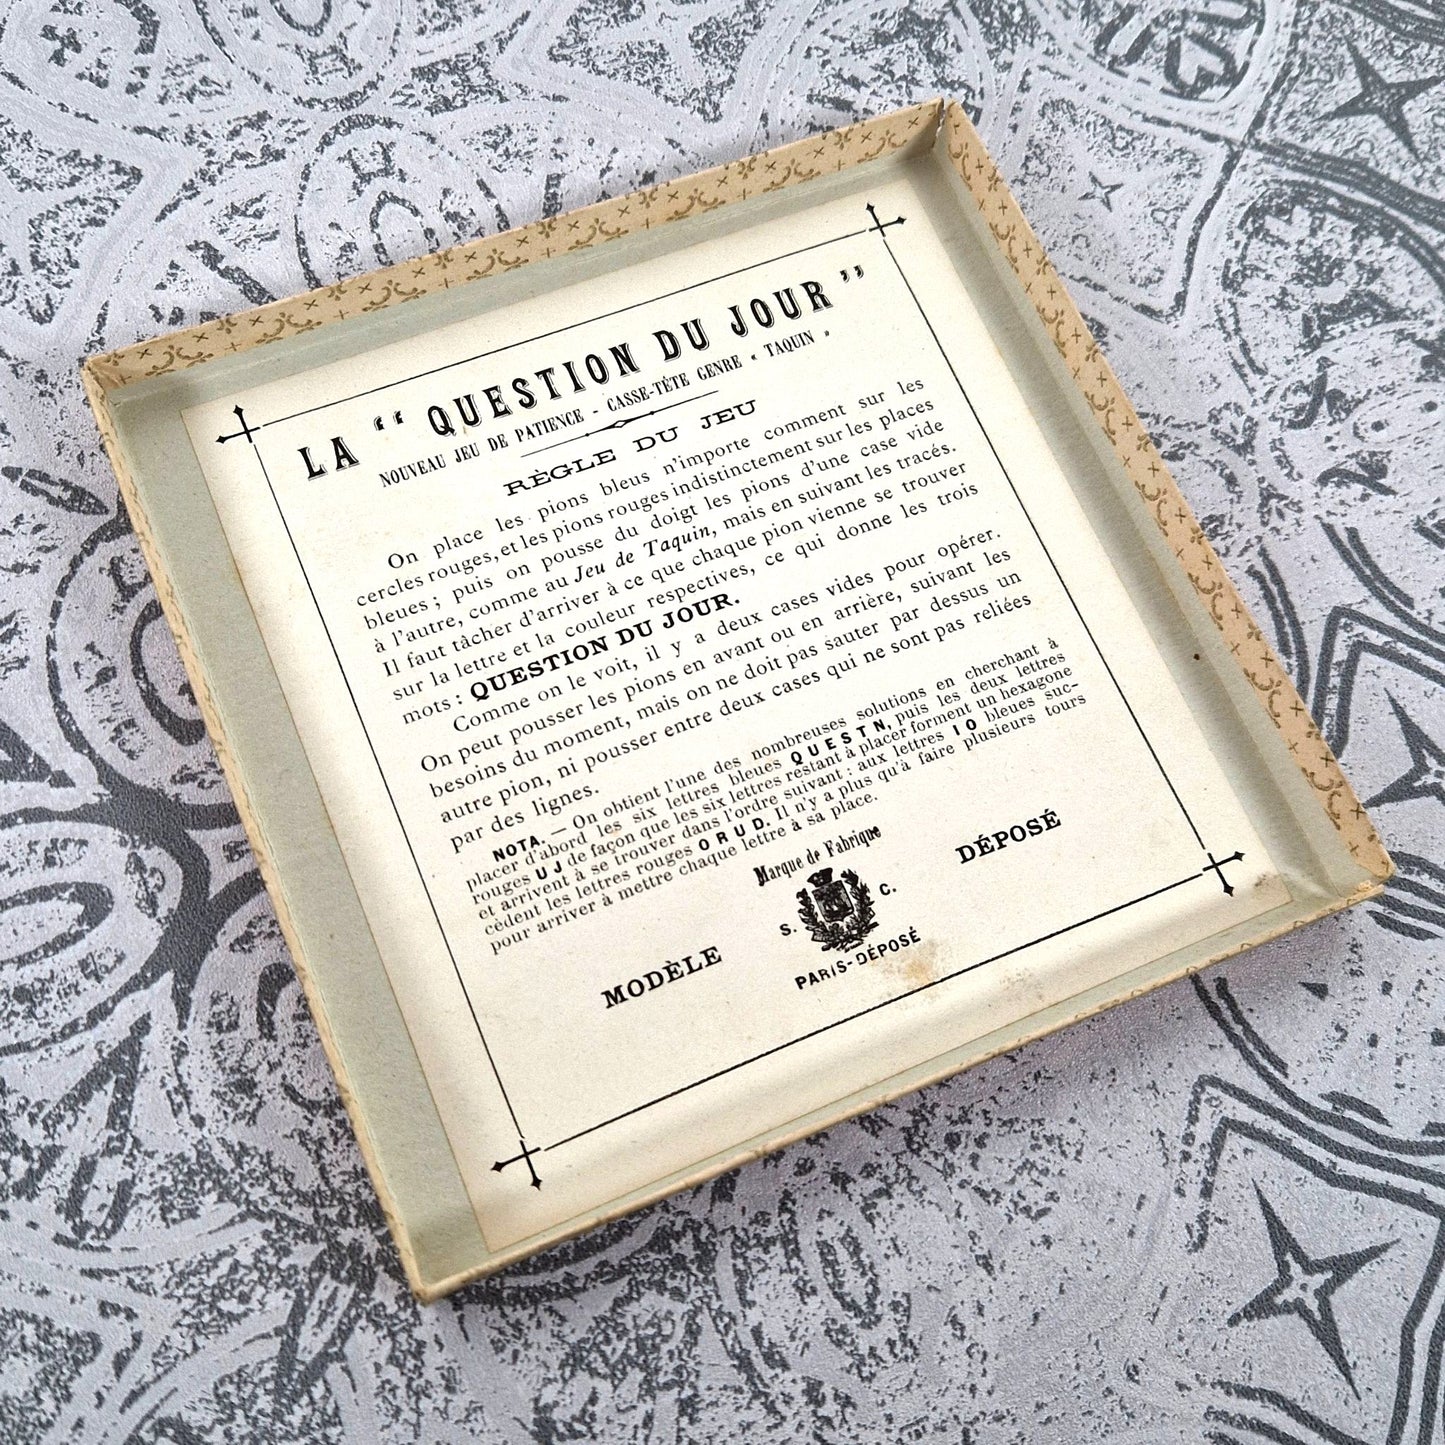 LA “ QUESTION DU JOUR ”
NOUVEAU JEU DE PATIENCE - CASSE-TÊTE GENRE « TAQUIN »
RÈGLE DU JEU
On place les pions bleus n'importe comment sur les
cercles rouges, et les pions rouges indistinctement sur les places
bleues ; puis on pousse du doigt les pions d'une case vide
à l'autre, comme au Jeu de Taquin, mais en suivant les tracés.
Il faut tâcher d'arriver à ce que chaque pion vienne se trouver
sur la lettre et la couleur respectives, ce qui donne les trois
mots : QUESTION DU JOUR.
Comme on le voit, il y a deux cases vides pour opérer.
On peut pousser les pions en avant ou en arrière, suivant les
besoins du moment, mais on ne doit pas sauter par dessus un
autre pion, ni pousser entre deux cases qui ne sont pas reliées
par des lignes.
NOTA. — On obtient l'une des nombreuses solutions en cherchant à
placer d'abord les six lettres bleues QUESTN, puis les deux lettres
rouges UJ de façon que les six lettres restant à placer forment un hexagone
et arrivent à se trouver dans l'ordre suivant : aux lettres IO bleues suc-
cèdent les lettres rouges ORUD. Il n'y a plus qu'à faire plusieurs tours
pour arriver à mettre chaque lettre à sa place.
Marque de Fabrique
S. C.
MODÈLE DÉPOSÉ
PARIS-DÉPOSÉ